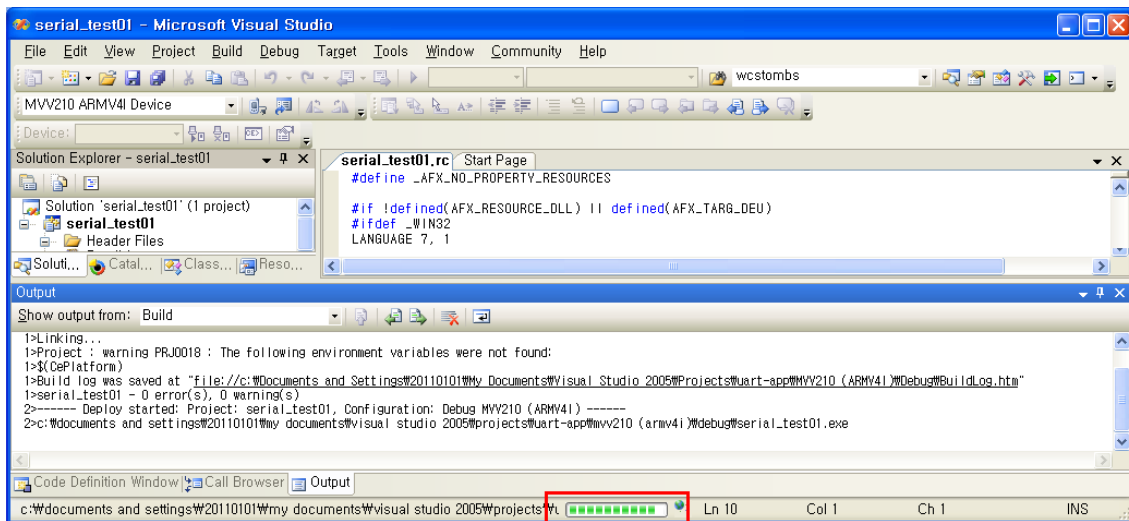 serial_test01 - Microsoft Visual Studio
File Edit View Project Build Debug Target Tools Window Community Help
wcstombs
MVV210 ARMV4I Device
Device:
Solution Explorer - serial_test01
serial_test01.rc Start Page
#define _AFX_NO_PROPERTY_RESOURCES
Solution 'serial_test01' (1 project)
#if !defined(AFX_RESOURCE_DLL) || defined(AFX_TARG_DEU)
serial_test01
#ifdef _WIN32
Header Files
LANGUAGE 7, 1
Soluti... Catal... Class... Reso...
Output
Show output from: Build
1>Linking...
1>Project : warning PRJ0018 : The following environment variables were not found:
1>$(CePlatform)
1>Build log was saved at "file://c:₩Documents and Settings₩20110101₩My Documents₩Visual Studio 2005₩Projects₩uart-app₩MVV210 (ARMV4I)₩Debug₩BuildLog.htm"
1>serial_test01 - 0 error(s), 0 warning(s)
2>------ Deploy started: Project: serial_test01, Configuration: Debug MVV210 (ARMV4I) ------
2>c:₩documents and settings₩20110101₩my documents₩visual studio 2005₩projects₩uart-app₩mvv210 (armv4i)₩debug₩serial_test01.exe
Code Definition Window Call Browser Output
c:₩documents and settings₩20110101₩my documents₩visual studio 2005₩projects₩u Ln 10 Col 1 Ch 1 INS